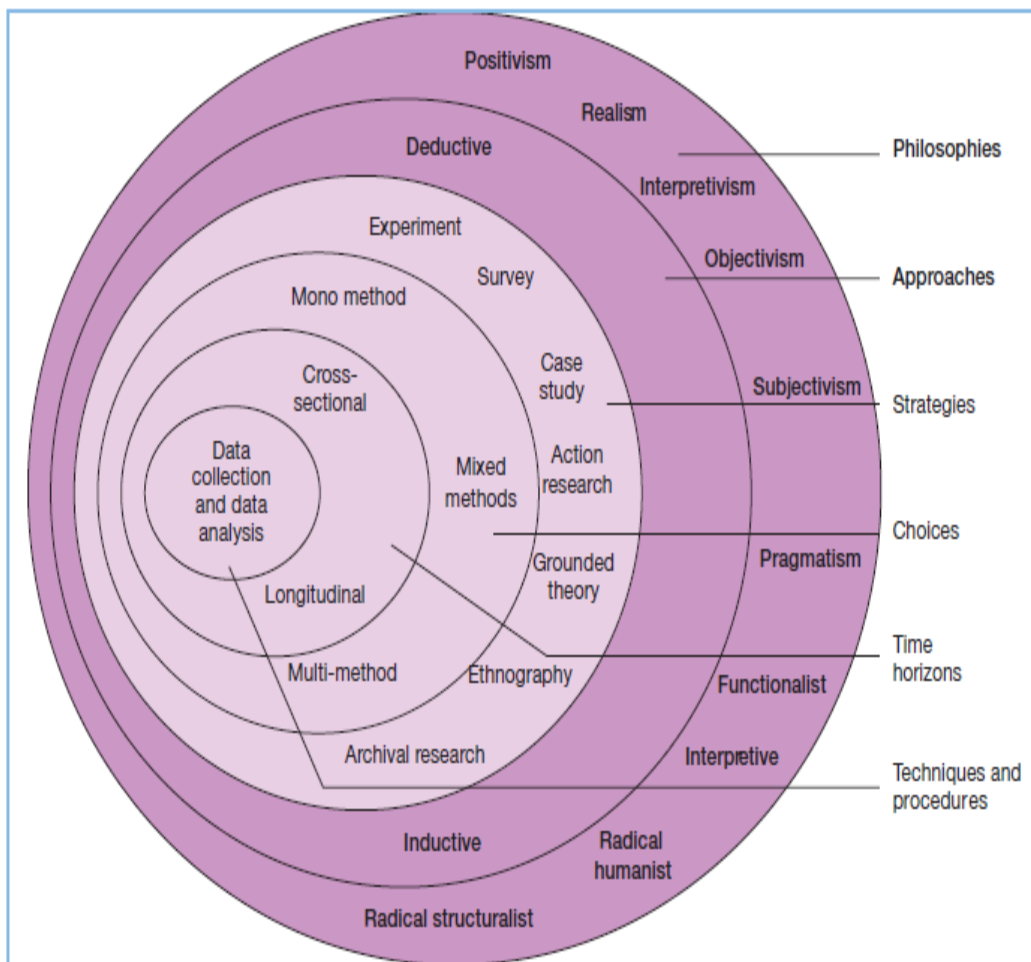 Positivism
Realism
Philosophies
Deductive
Interpretivism
Experiment
Objectivism
Survey
Approaches
Mono method
Case
study
Cross-
sectional
Subjectivism
Strategies
Data
collection
and data
analysis
Mixed
methods
Action
research
Choices
Grounded
theory
Pragmatism
Longitudinal
Time
horizons
Multi-method
Ethnography
Functionalist
Archival research
Interpretive
Techniques and
procedures
Inductive
Radical
humanist
Radical structuralist